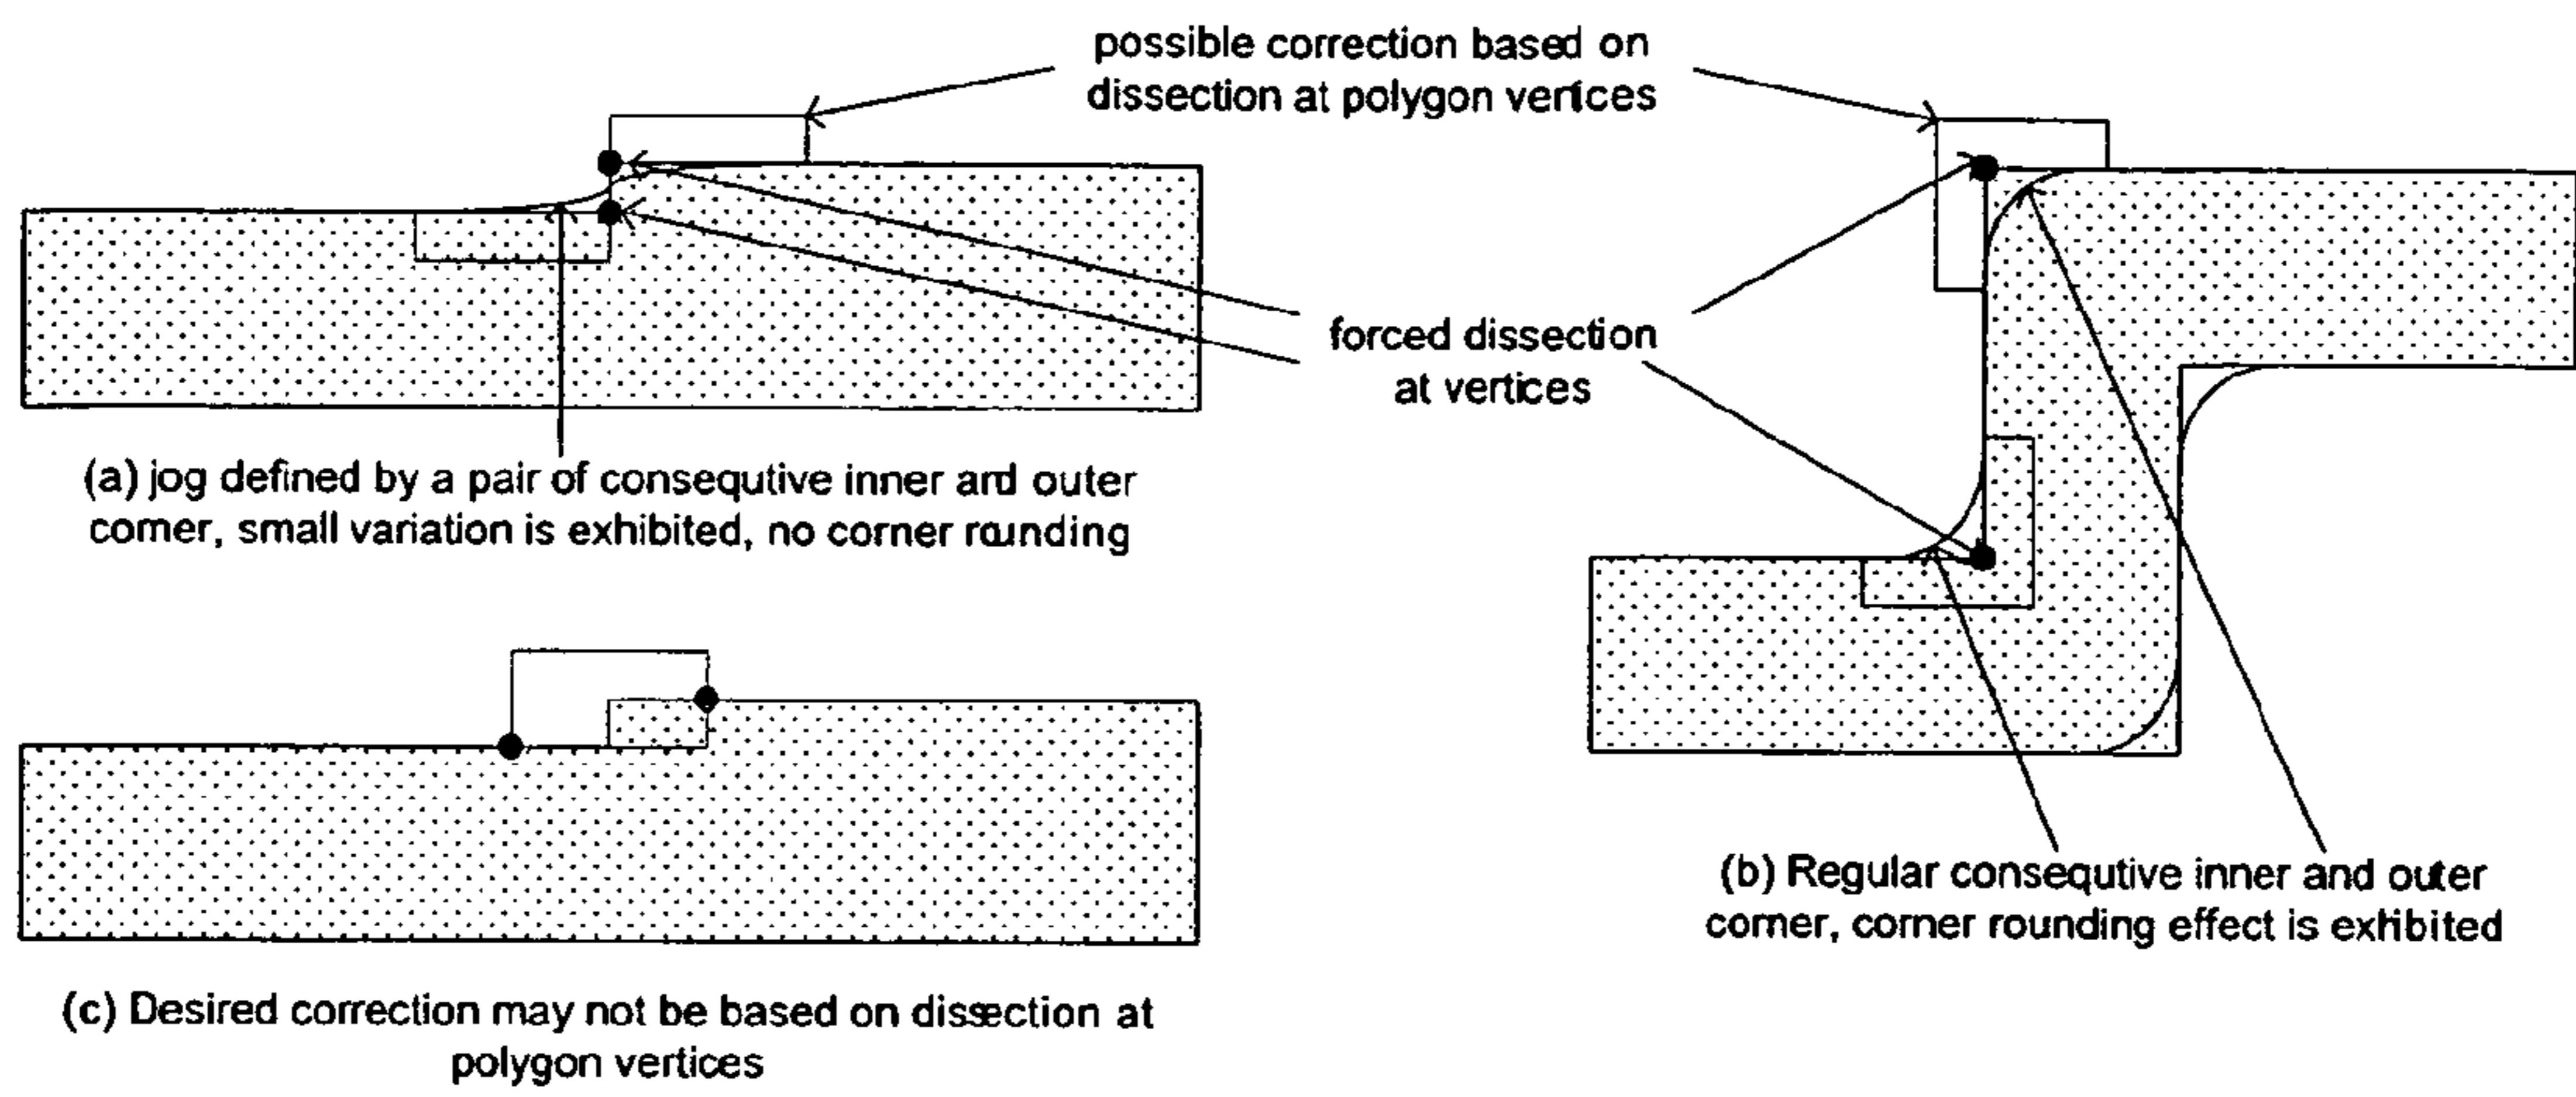 possible correction based on
dissection at polygon vertices
forced dissection
at vertices
(a) jog defined by a pair of consequtive inner and outer
corner, small variation is exhibited, no corner rounding
(b) Regular consequtive inner and outer
corner, corner rounding effect is exhibited
(c) Desired correction may not be based on dissection at
polygon vertices